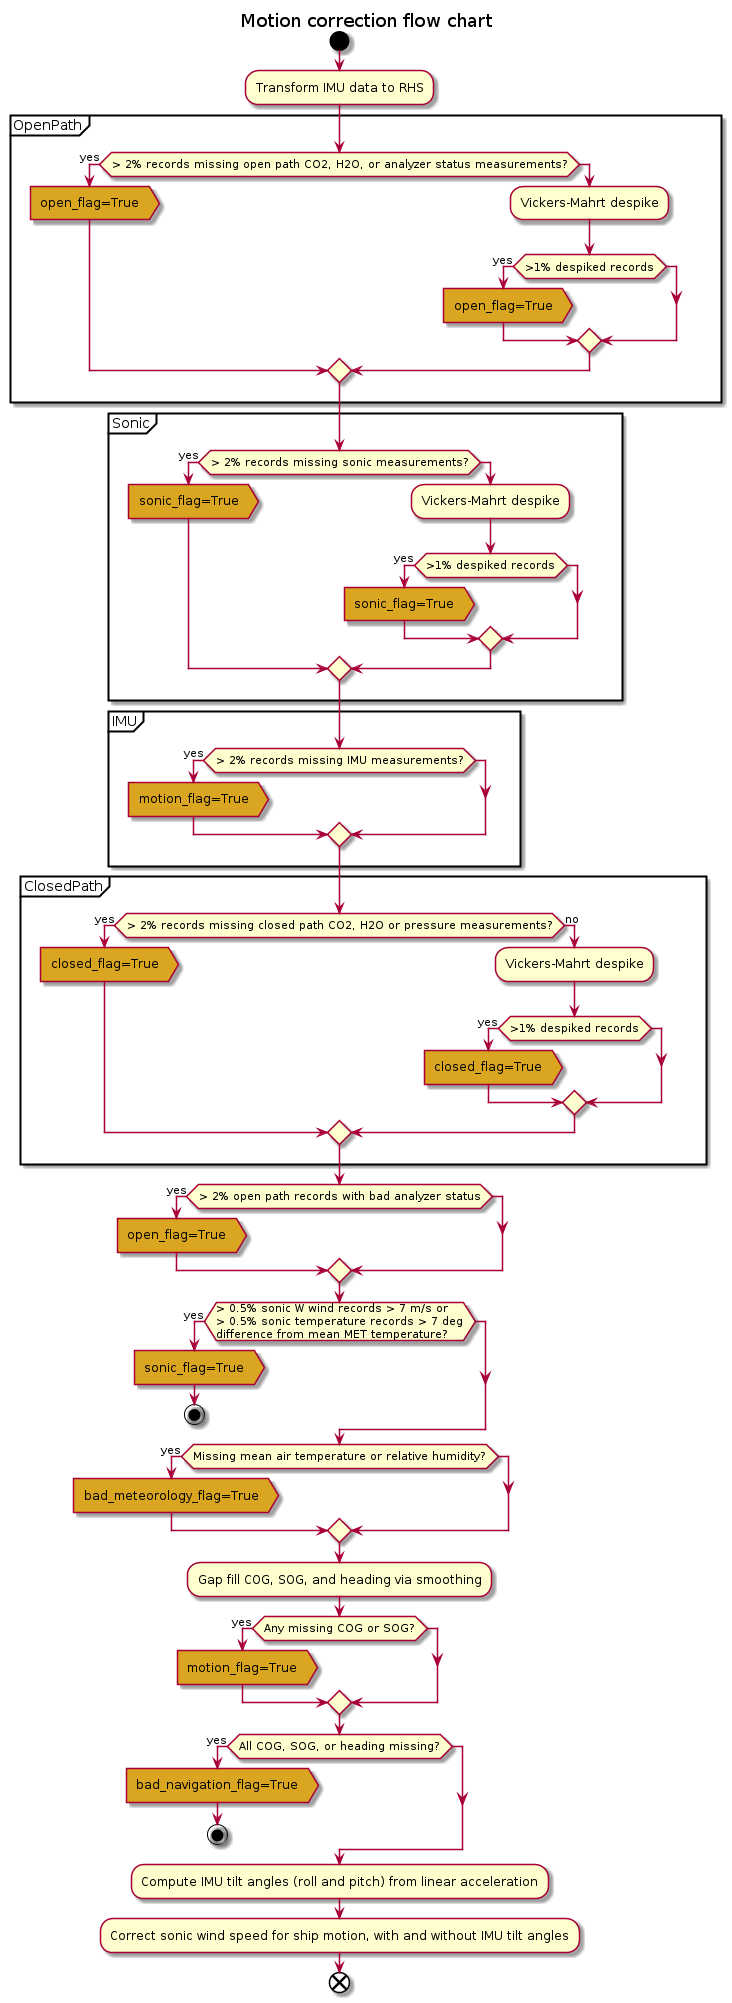 Motion correction flow chart
Transform IMU data to RHS
OpenPath
yes
> 2% records missing open path CO2, H2O, or analyzer status measurements?
open_flag=True
Vickers-Mahrt despike
yes
>1% despiked records
open_flag=True
Sonic
yes
> 2% records missing sonic measurements?
sonic_flag=True
Vickers-Mahrt despike
yes
>1% despiked records
sonic_flag=True
IMU
yes
> 2% records missing IMU measurements?
motion_flag=True
ClosedPath
yes
> 2% records missing closed path CO2, H2O or pressure measurements?
no
closed_flag=True
Vickers-Mahrt despike
yes
>1% despiked records
closed_flag=True
yes
> 2% open path records with bad analyzer status
open_flag=True
yes
> 0.5% sonic W wind records > 7 m/s or
> 0.5% sonic temperature records > 7 deg
difference from mean MET temperature?
sonic_flag=True
yes
Missing mean air temperature or relative humidity?
bad_meteorology_flag=True
Gap fill COG, SOG, and heading via smoothing
yes
Any missing COG or SOG?
motion_flag=True
yes
All COG, SOG, or heading missing?
bad_navigation_flag=True
Compute IMU tilt angles (roll and pitch) from linear acceleration
Correct sonic wind speed for ship motion, with and without IMU tilt angles